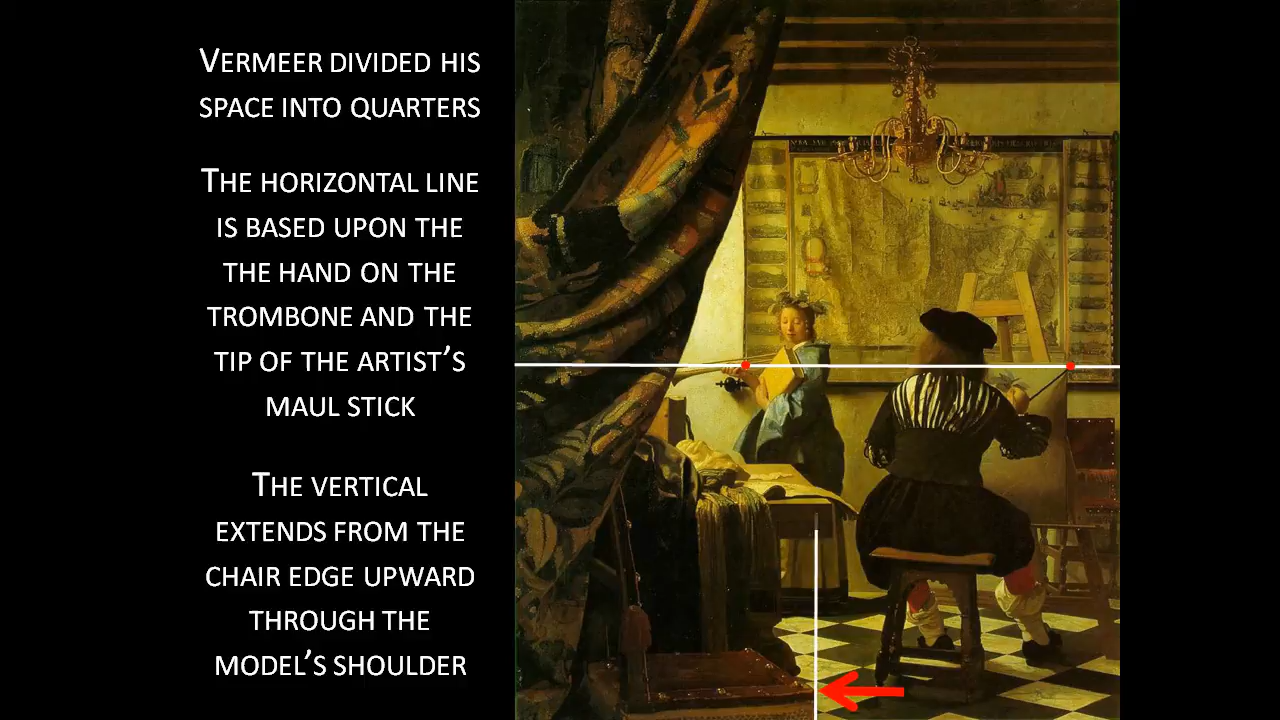 VERMEER DIVIDED HIS
SPACE INTO QUARTERS
THE HORIZONTAL LINE
IS BASED UPON THE
THE HAND ON THE
TROMBONE AND THE
TIP OF THE ARTIST'S
MAUL STICK
THE VERTICAL
EXTENDS FROM THE
CHAIR EDGE UPWARD
THROUGH THE
MODEL'S SHOULDER